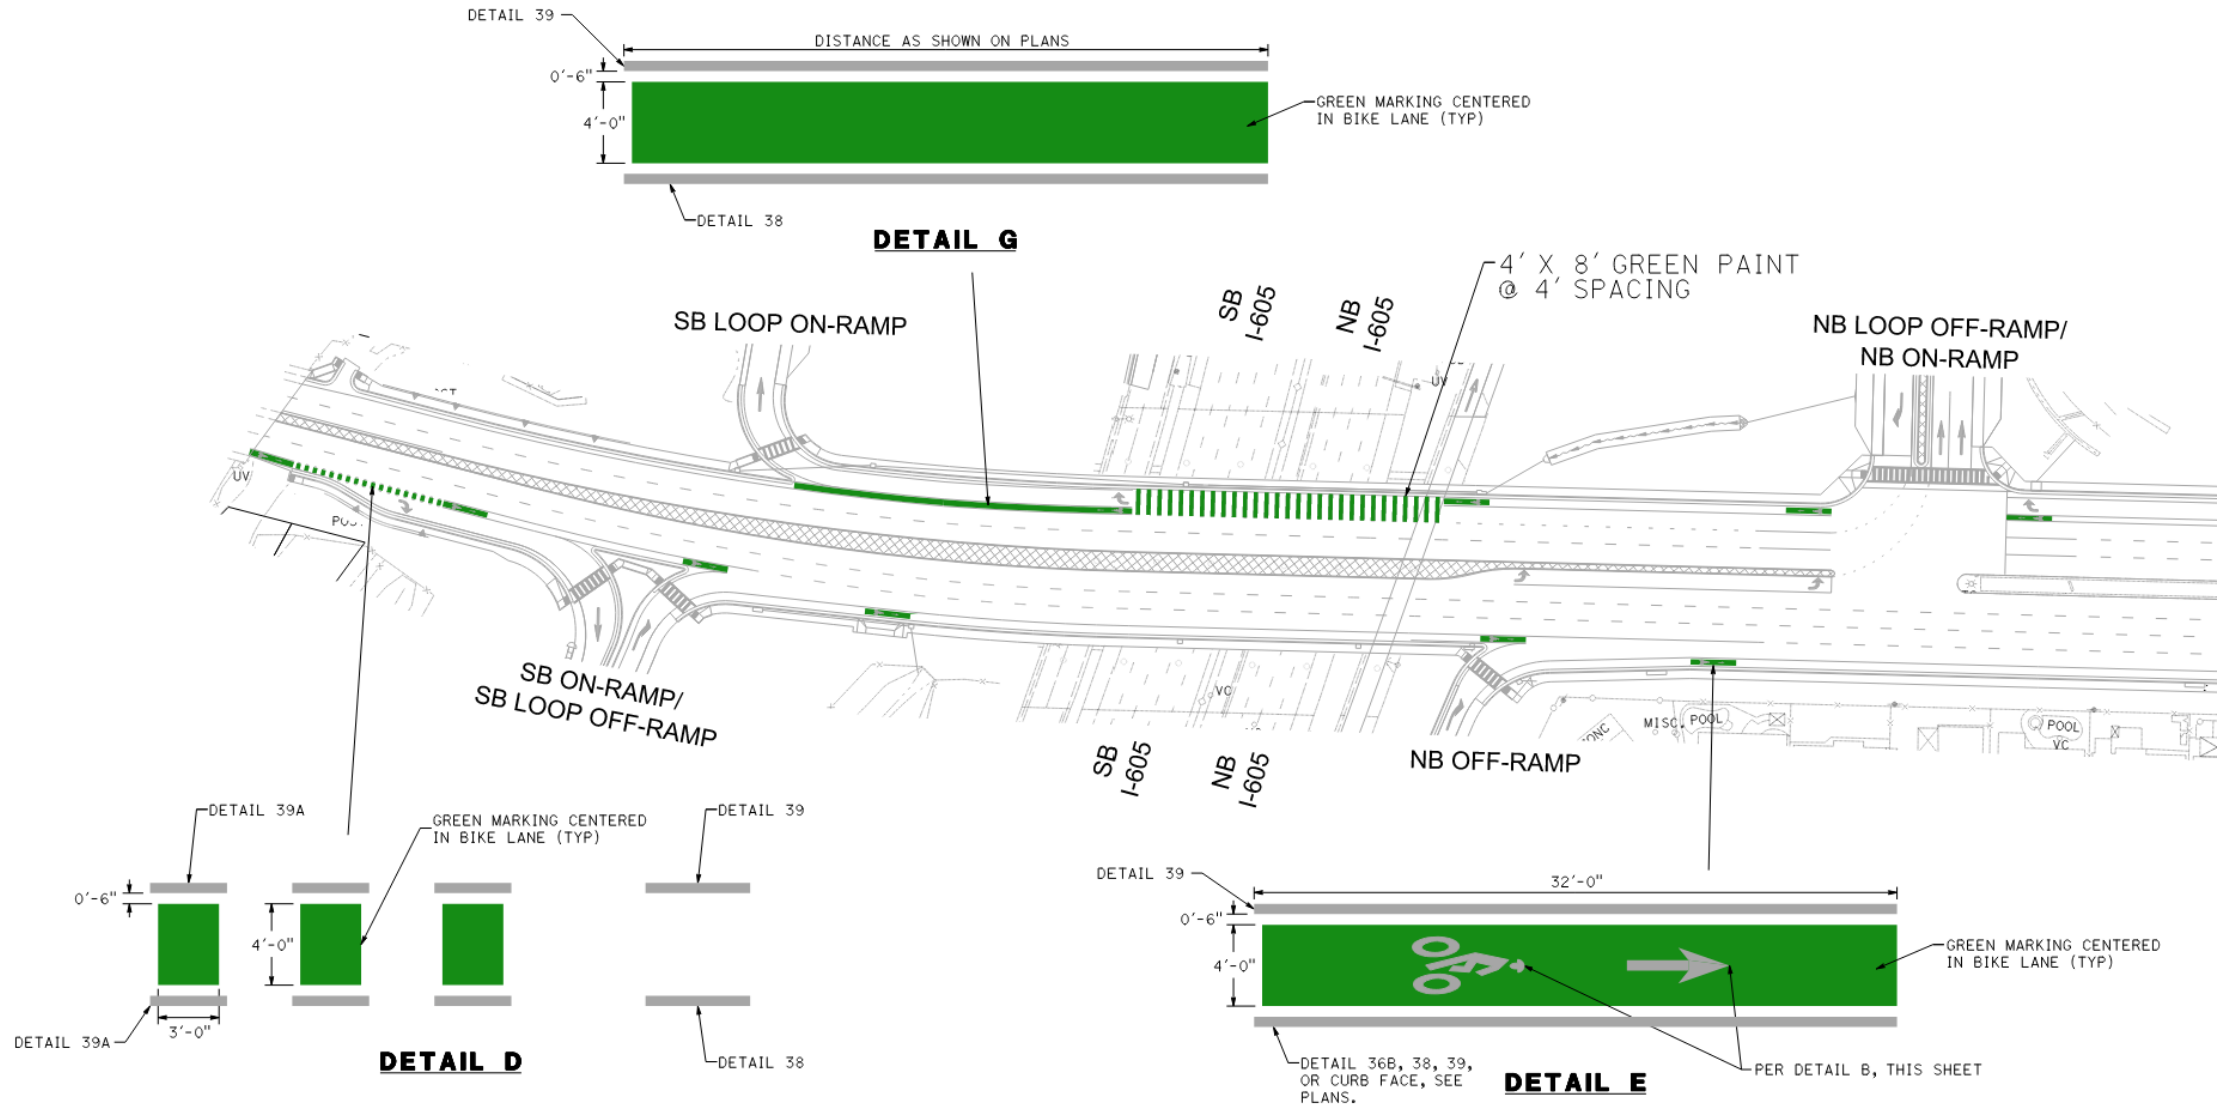 DETAIL 39
DISTANCE AS SHOWN ON PLANS
0'-6"
4'-0"
GREEN MARKING CENTERED
IN BIKE LANE (TYP)
DETAIL 38
DETAIL G
4' X 8' GREEN PAINT
@ 4' SPACING
SB LOOP ON-RAMP
SB
I-605
NB
I-605
NB LOOP OFF-RAMP/
NB ON-RAMP
UV
UV
SB ON-RAMP/
SB LOOP OFF-RAMP
VC
MISC.
POOL
POOL
VC
SB
I-605
NB
I-605
NB OFF-RAMP
DETAIL 39A
GREEN MARKING CENTERED
IN BIKE LANE (TYP)
DETAIL 39
0'-6"
4'-0"
3'-0"
DETAIL 39A
DETAIL 38
DETAIL D
DETAIL 39
32'-0"
0'-6"
4'-0"
GREEN MARKING CENTERED
IN BIKE LANE (TYP)
DETAIL 36B, 38, 39,
OR CURB FACE, SEE
PLANS.
PER DETAIL B, THIS SHEET
DETAIL E